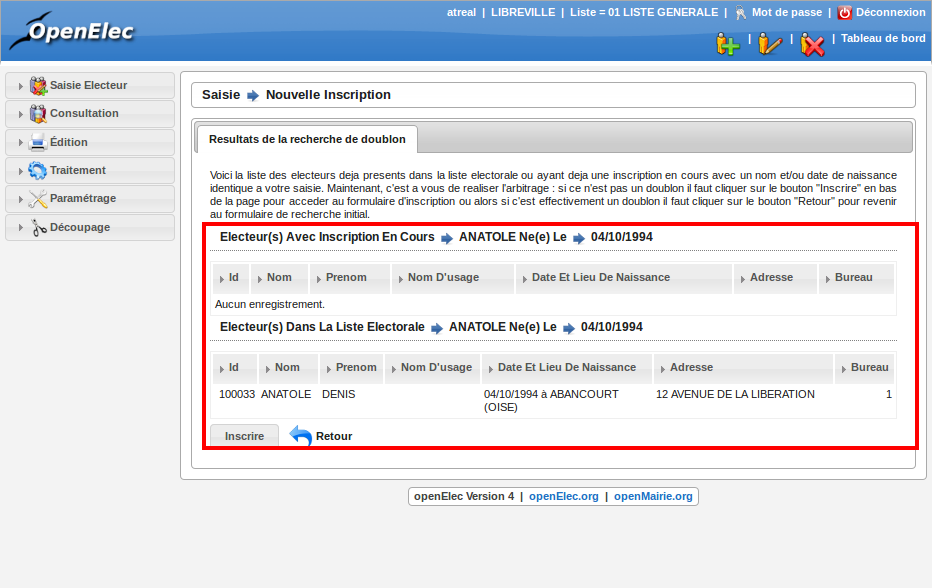 OpenElec
atreal | LIBREVILLE | Liste = 01 LISTE GENERALE | Mot de passe | Déconnexion
| | | Tableau de bord
Saisie Electeur
Consultation
Édition
Traitement
Paramétrage
Découpage
Saisie Nouvelle Inscription
Resultats de la recherche de doublon
Voici la liste des electeurs deja presents dans la liste electorale ou ayant deja une inscription en cours avec un nom et/ou date de naissance
identique a votre saisie. Maintenant, c'est a vous de realiser l'arbitrage : si ce n'est pas un doublon il faut cliquer sur le bouton "Inscrire" en bas
de la page pour acceder au formulaire d'inscription ou alors si c'est effectivement un doublon il faut cliquer sur le bouton "Retour" pour revenir
au formulaire de recherche initial.
Electeur(s) Avec Inscription En Cours ANATOLE Ne(e) Le 04/10/1994
Id Nom Prenom Nom D'usage Date Et Lieu De Naissance Adresse Bureau
Aucun enregistrement.
Electeur(s) Dans La Liste Electorale ANATOLE Ne(e) Le 04/10/1994
Id Nom Prenom Nom D'usage Date Et Lieu De Naissance Adresse Bureau
100033 ANATOLE DENIS 04/10/1994 à ABANCOURT 12 AVENUE DE LA LIBERATION 1
(OISE)
Inscrire Retour
openElec Version 4 | openElec.org | openMairie.org